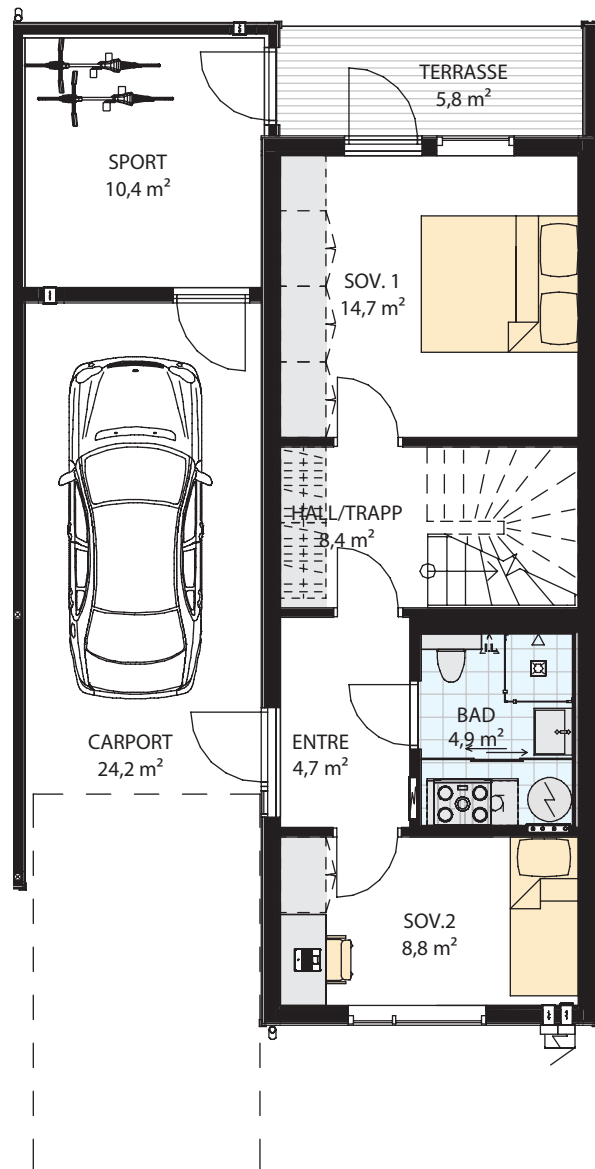 TERRASSE
5,8 m²
SPORT
10,4 m²
SOV. 1
14,7 m²
HALL/TRAPP
8,4 m²
BAD
4,9 m²
CARPORT
24,2 m²
ENTRE
4,7 m²
SOV.2
8,8 m²